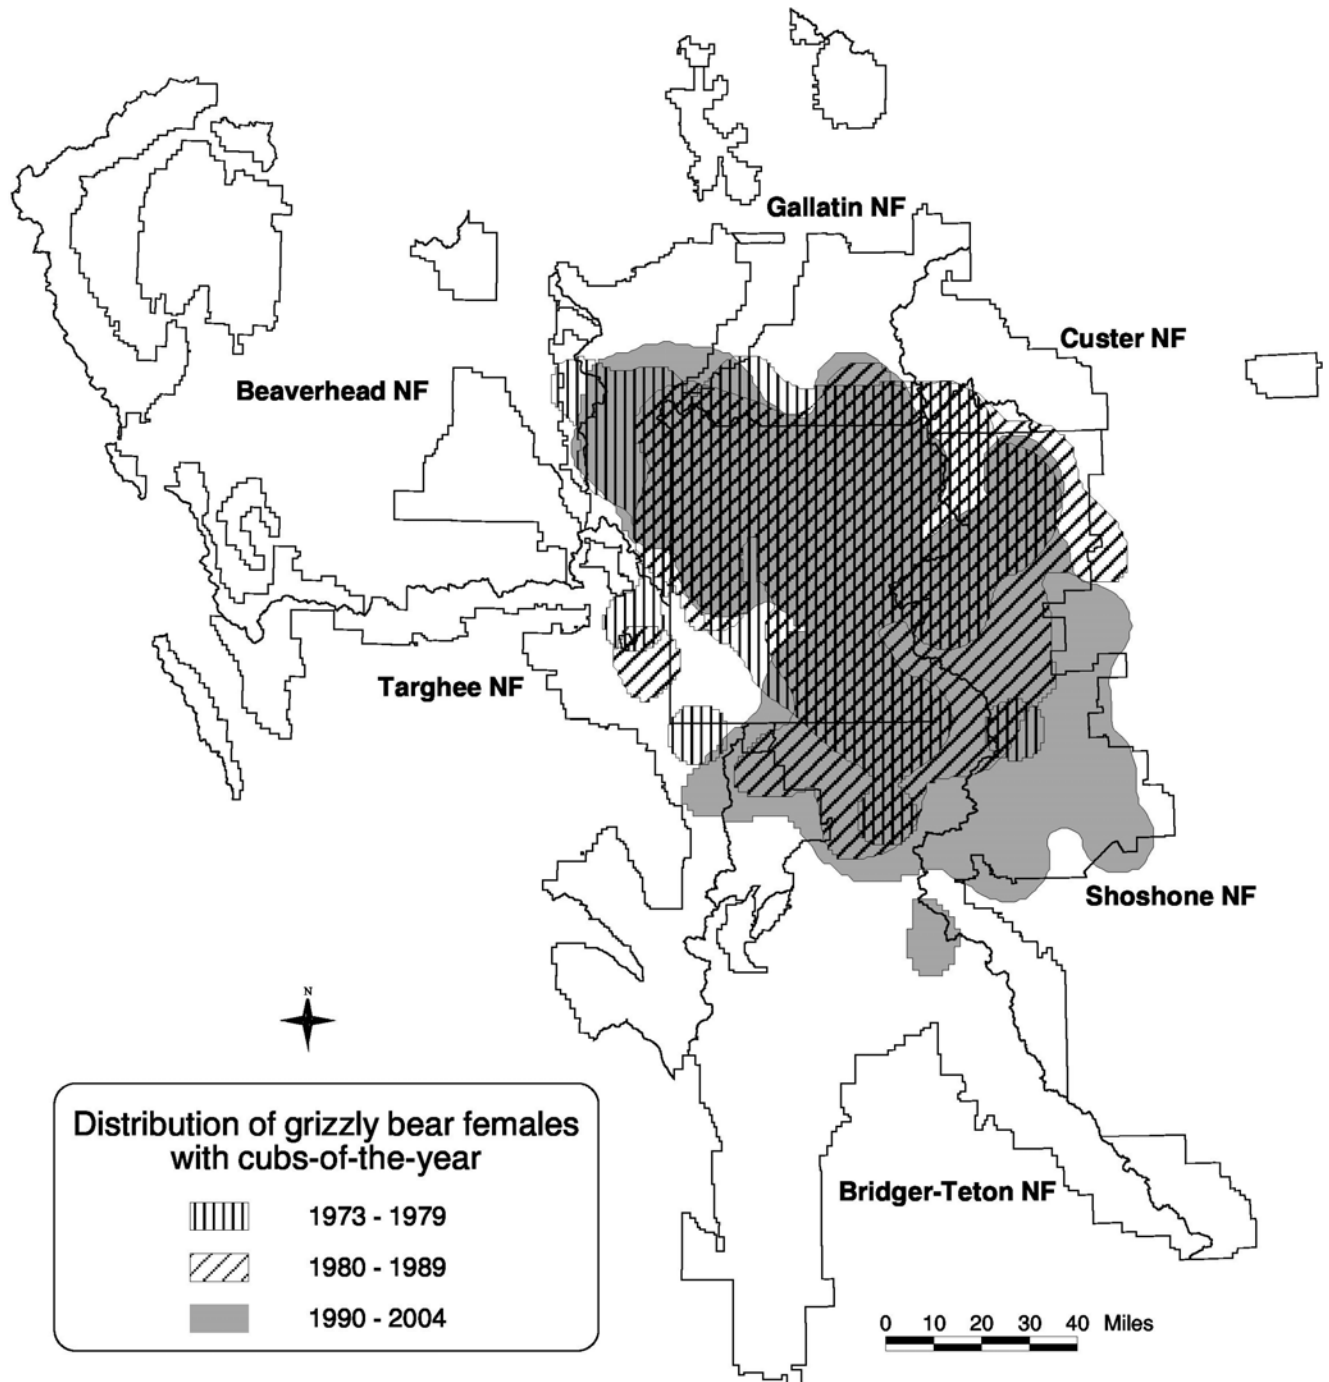 Gallatin NF
Custer NF
Beaverhead NF
Targhee NF
Shoshone NF
N
Distribution of grizzly bear females
with cubs-of-the-year
1973 - 1979
1980 - 1989
1990 - 2004
Bridger-Teton NF
0 10 20 30 40 Miles